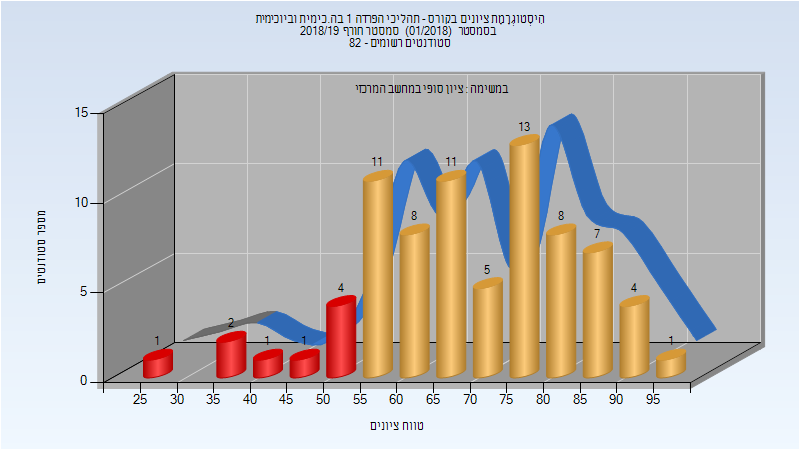 היסטוגְרָמַת ציונים בקורס - תהליכי הפרדה 1 בה.כימית וביוכימית
בסמסטר (01/2018) סמסטר חורף 2018/19
סטודנטים רשומים - 82
במשימה : ציון סופי במחשב המרכזי
מספר סטודנטים
15
10
5
0
1
2
1
1
4
11
8
11
5
13
8
7
4
1
25 30 35 40 45 50 55 60 65 70 75 80 85 90 95
טווח ציונים